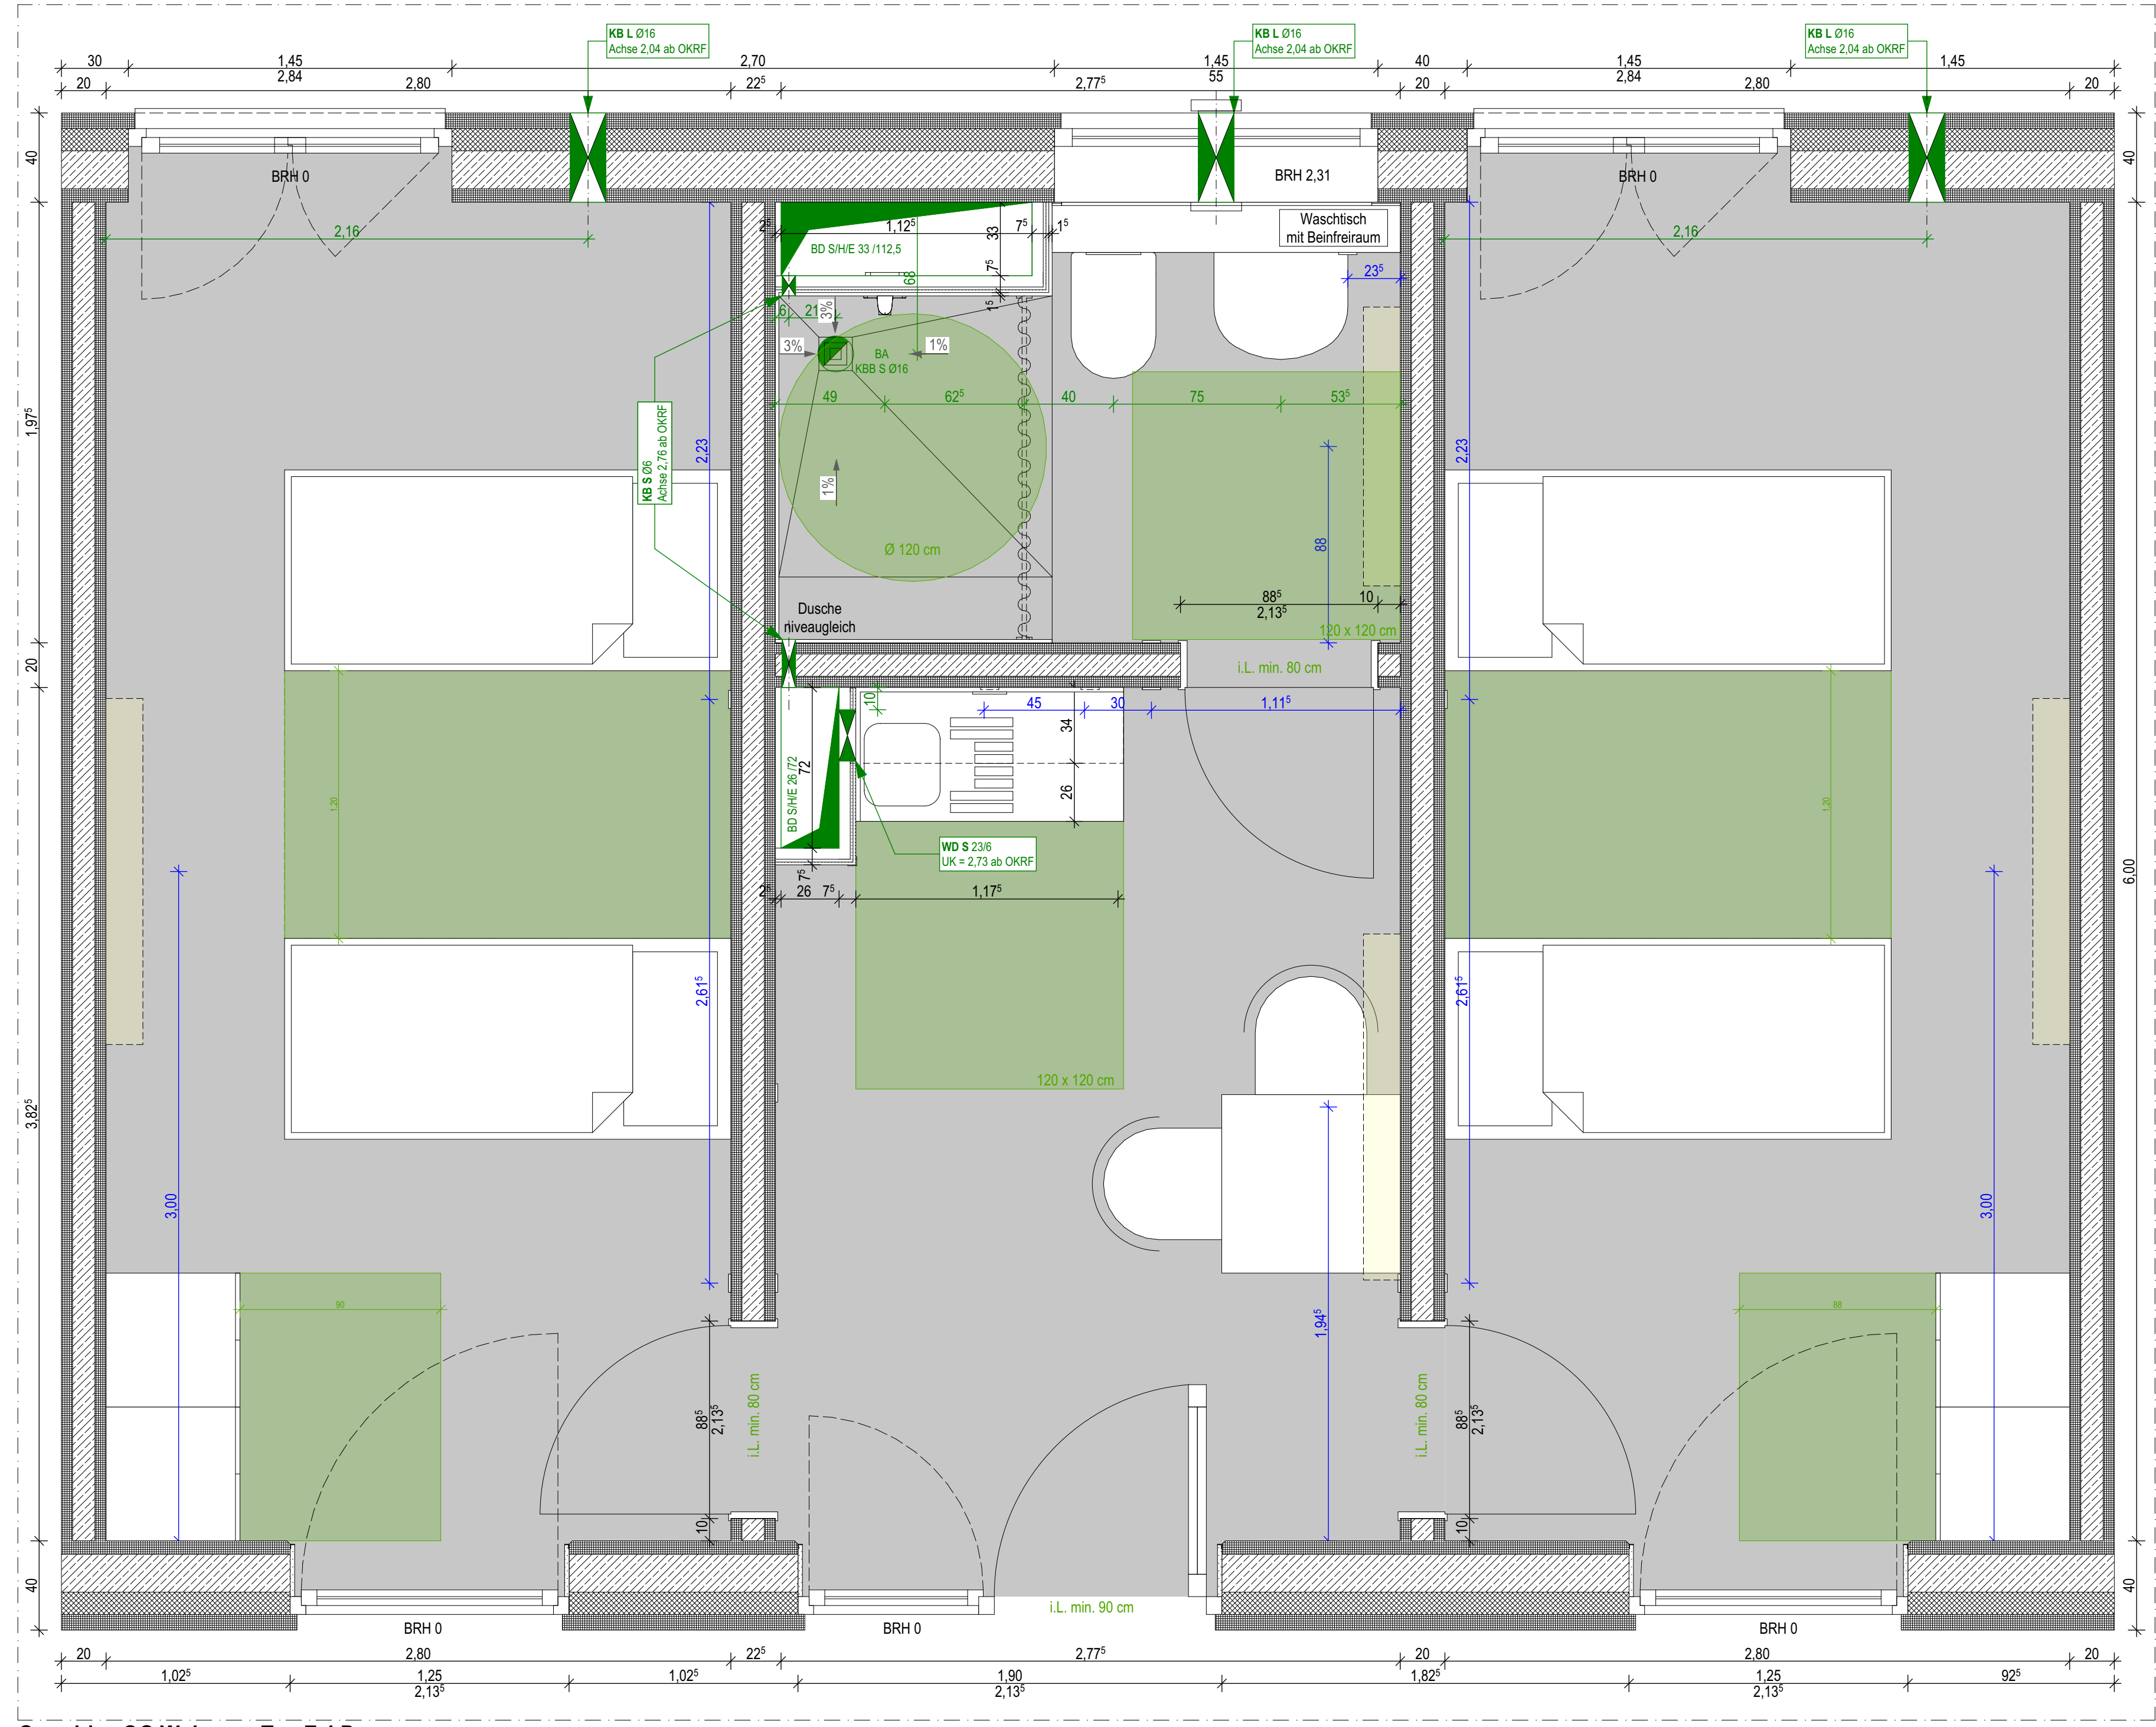 KB L Ø16
Achse 2,04 ab OKRF
KB L Ø16
Achse 2,04 ab OKRF
KB L Ø16
Achse 2,04 ab OKRF
30 1,45 2,70 1,45 40 1,45 1,45
2,84 55 2,84
20 2,80 22⁵ 2,77⁵ 20 2,80 20
40 40
BRH 0 BRH 2,31 BRH 0
Waschtisch
mit Beinfreiraum
2,16 2,16
2⁵ 1,12⁵ 33 7⁵ 1⁵
BD S/H/E 33 /112,5
68 7⁵ 23⁵
6 21 3% 1⁵
3% 1%
BA
KBB S Ø16
49 62⁵ 40 75 53⁵
1,97⁵
2,23 2,23
KB S Ø6
Achse 2,76 ab OKRF
1%
88
Ø 120 cm
88⁵ 10
2,13⁵
Dusche
niveaugleich
120 x 120 cm
20
i.L. min. 80 cm
10 45 30 1,11⁵
34
72
26
BD S/H/E 26 /72
1,20 1,20
WD S 23/6
UK = 2,73 ab OKRF
7⁵
2⁵ 26 7⁵ 1,17⁵
6,00
2,61⁵ 2,61⁵
120 x 120 cm
3,82⁵
3,00 3,00
90 88
1,94⁵
88⁵
2,13⁵
i.L. min. 80 cm
i.L. min. 80 cm
88⁵
2,13⁵
10 10
40 40
i.L. min. 90 cm
BRH 0 BRH 0 BRH 0
20 2,80 22⁵ 2,77⁵ 20 2,80 20
1,02⁵ 1,25 1,02⁵ 1,90 1,82⁵ 1,25 92⁵
2,13⁵ 2,13⁵ 2,13⁵